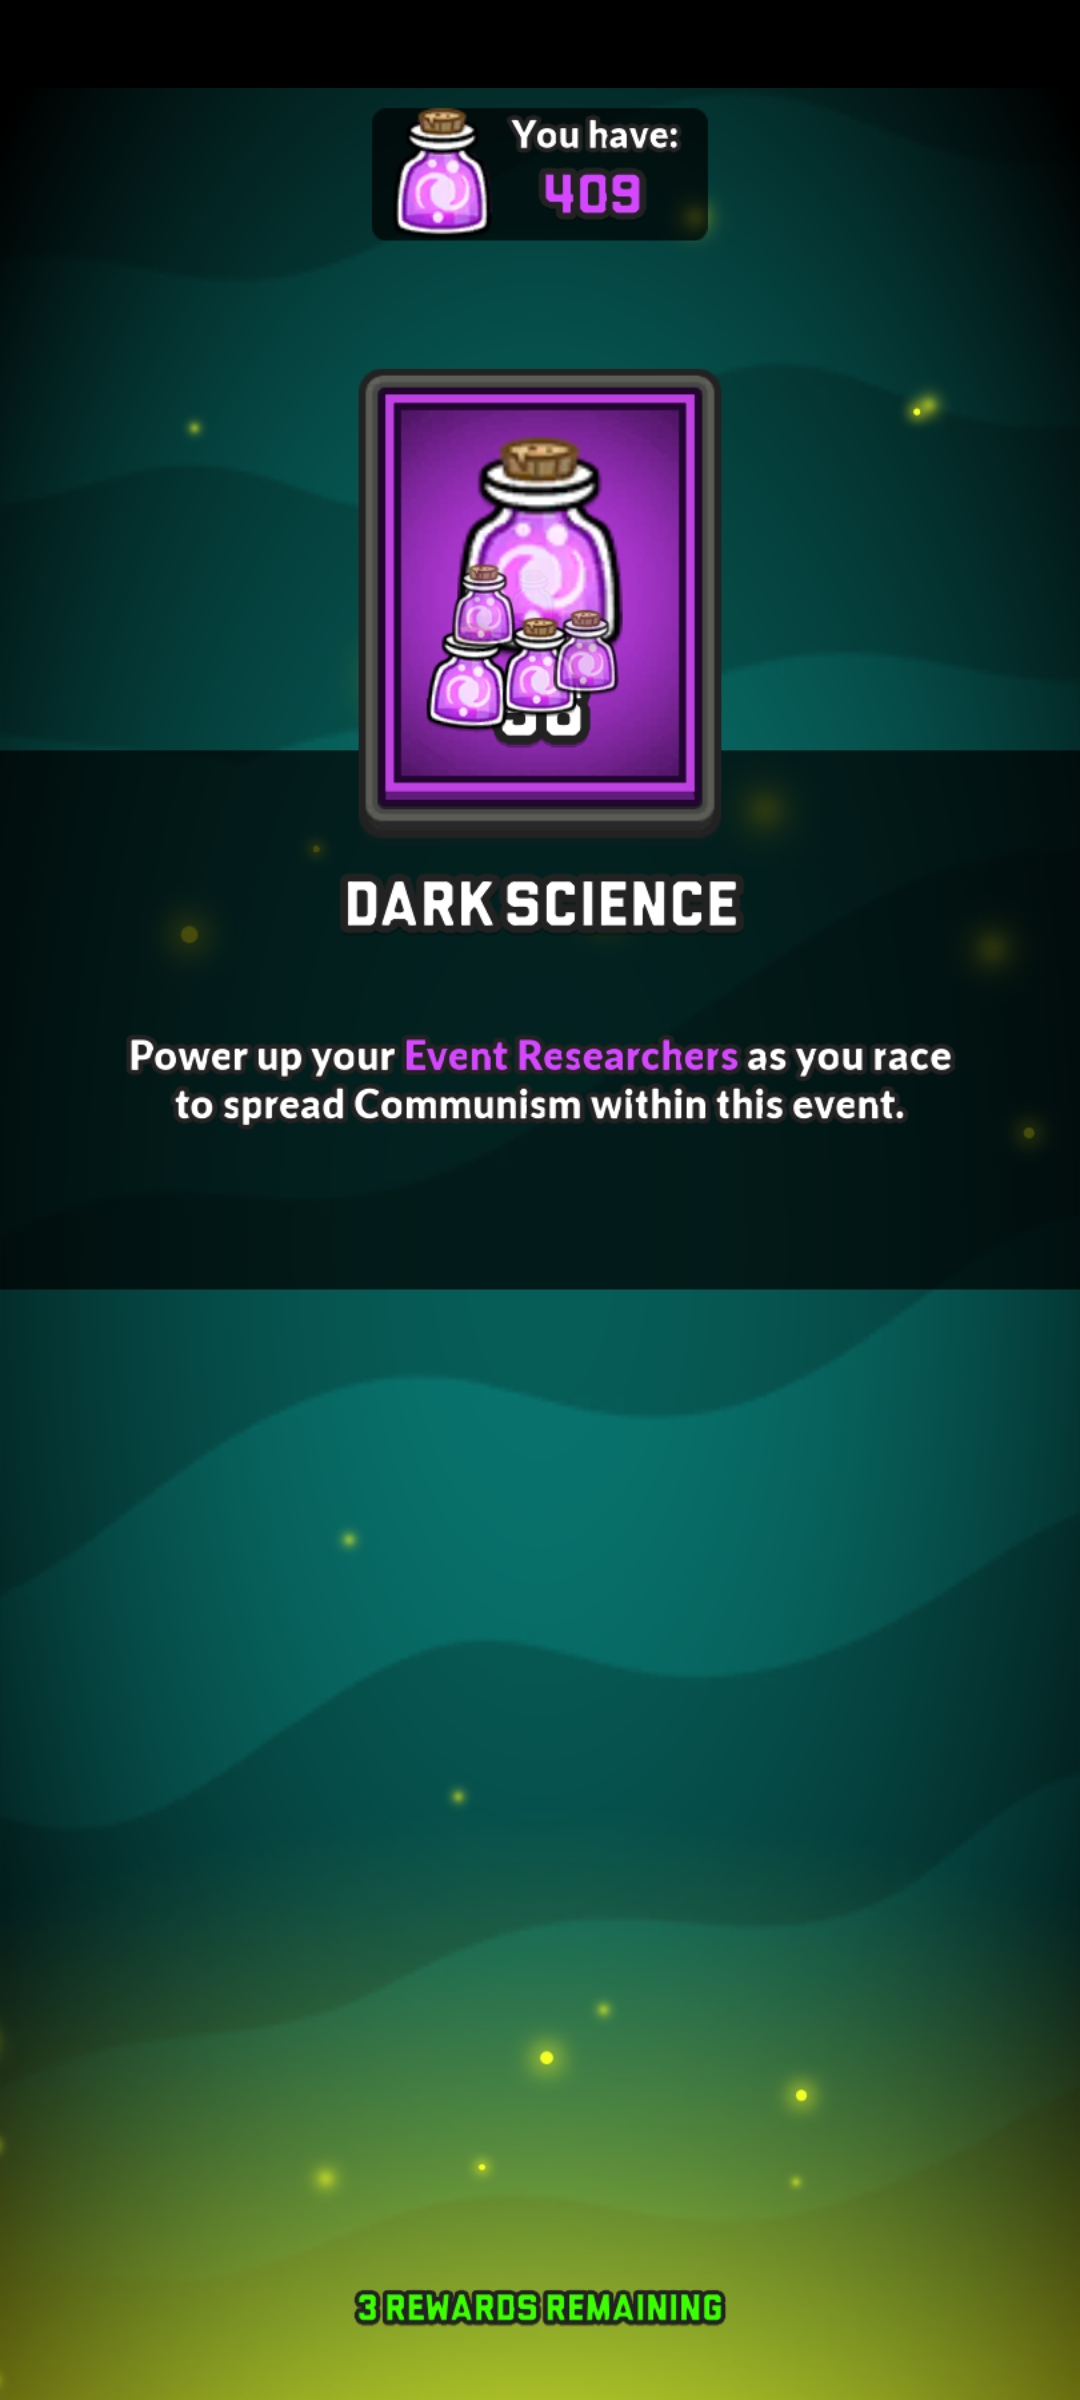 You have:
409
DARK SCIENCE
Power up your Event Researchers as you race
to spread Communism within this event.
3 REWARDS REMAINING